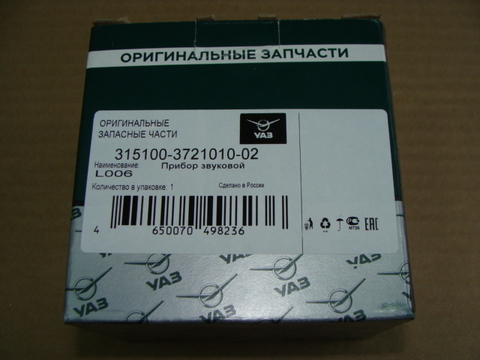 ОРИГИНАЛЬНЫЕ ЗАПЧАСТИ
ОРИГИНАЛЬНЫЕ
ЗАПАСНЫЕ ЧАСТИ
УАЗ
315100-3721010-02
Наименование: Прибор звуковой
L006
Количество в упаковке: 1 Сделано в России
4 650070 498236
EAC
УАЗ УАЗ УАЗ